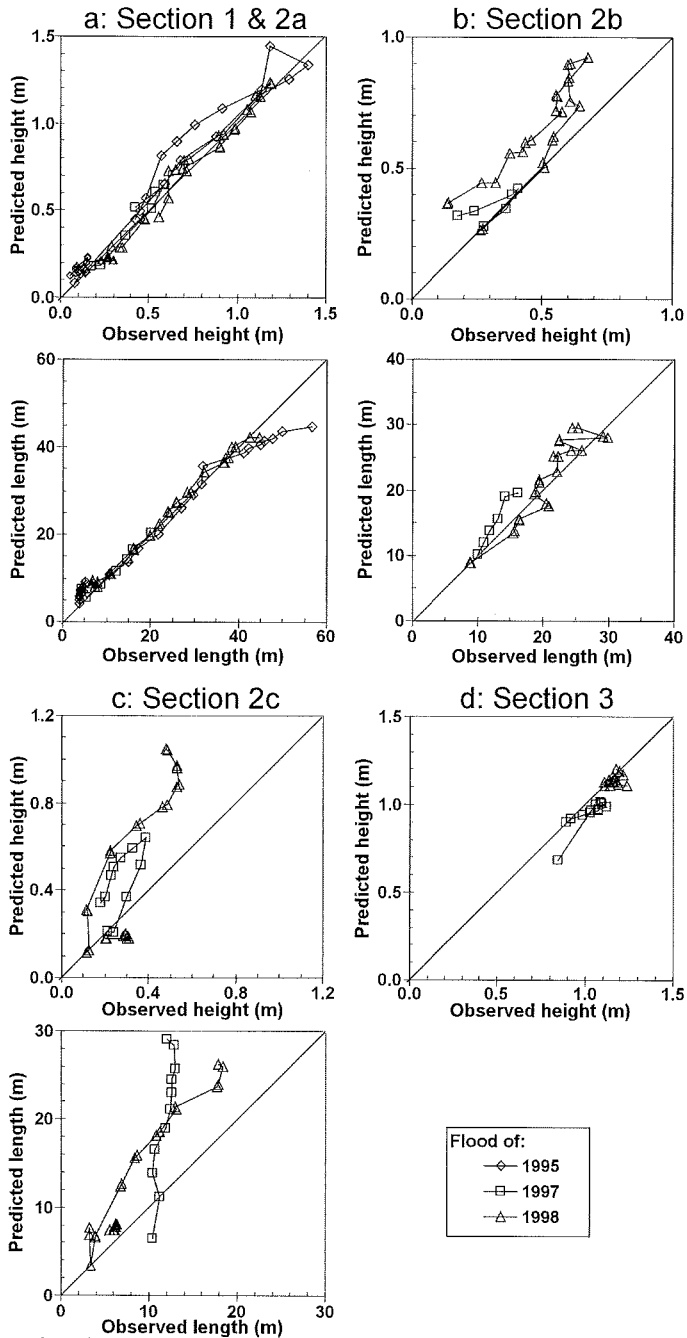 a: Section 1 & 2a
1.5
1.0
0.5
0.0
Predicted height (m)
0.0 0.5 1.0 1.5
Observed height (m)
60
40
20
0
Predicted length (m)
0 20 40 60
Observed length (m)
b: Section 2b
1.0
0.5
0.0
Predicted height (m)
0.0 0.5 1.0
Observed height (m)
40
30
20
10
0
Predicted length (m)
0 10 20 30 40
Observed length (m)
c: Section 2c
1.2
0.8
0.4
0.0
Predicted height (m)
0.0 0.4 0.8 1.2
Observed height (m)
30
20
10
0
Predicted length (m)
0 10 20 30
Observed length (m)
d: Section 3
1.5
1.0
0.5
0.0
Predicted height (m)
0.0 0.5 1.0 1.5
Observed height (m)
Flood of:
1995
1997
1998